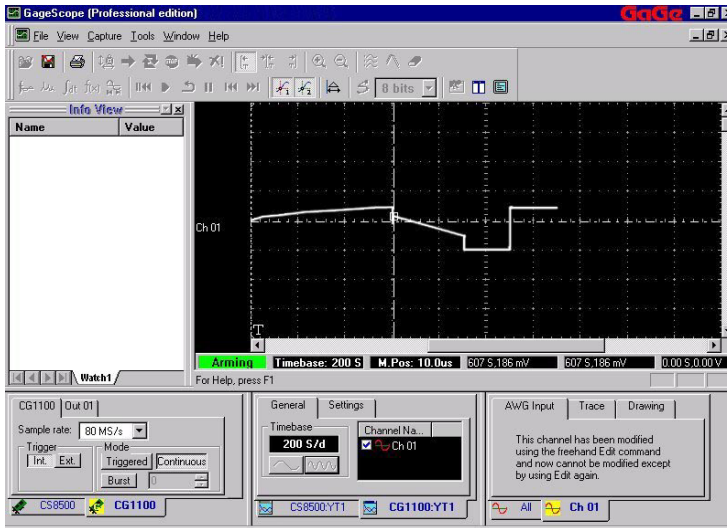 GageScope (Professional edition)
GaGe
File View Capture Tools Window Help
8 bits
Info View
Name Value
Ch 01
T
Watch1
Arming Timebase: 200 S M.Pos: 10.0us 607 S,186 mV 607 S,186 mV 0.00 S,0.00 V
For Help, press F1
CG1100 Out 01
Sample rate: 80 MS/s
Trigger Mode
Int. Ext. Triggered Continuous
Burst 0
CS8500 CG1100
General Settings
Timebase
200 S/d
Channel Na...
Ch 01
CS8500:YT1 CG1100:YT1
AWG Input Trace Drawing
This channel has been modified
using the freehand Edit command
and now cannot be modified except
by using Edit again.
All Ch 01